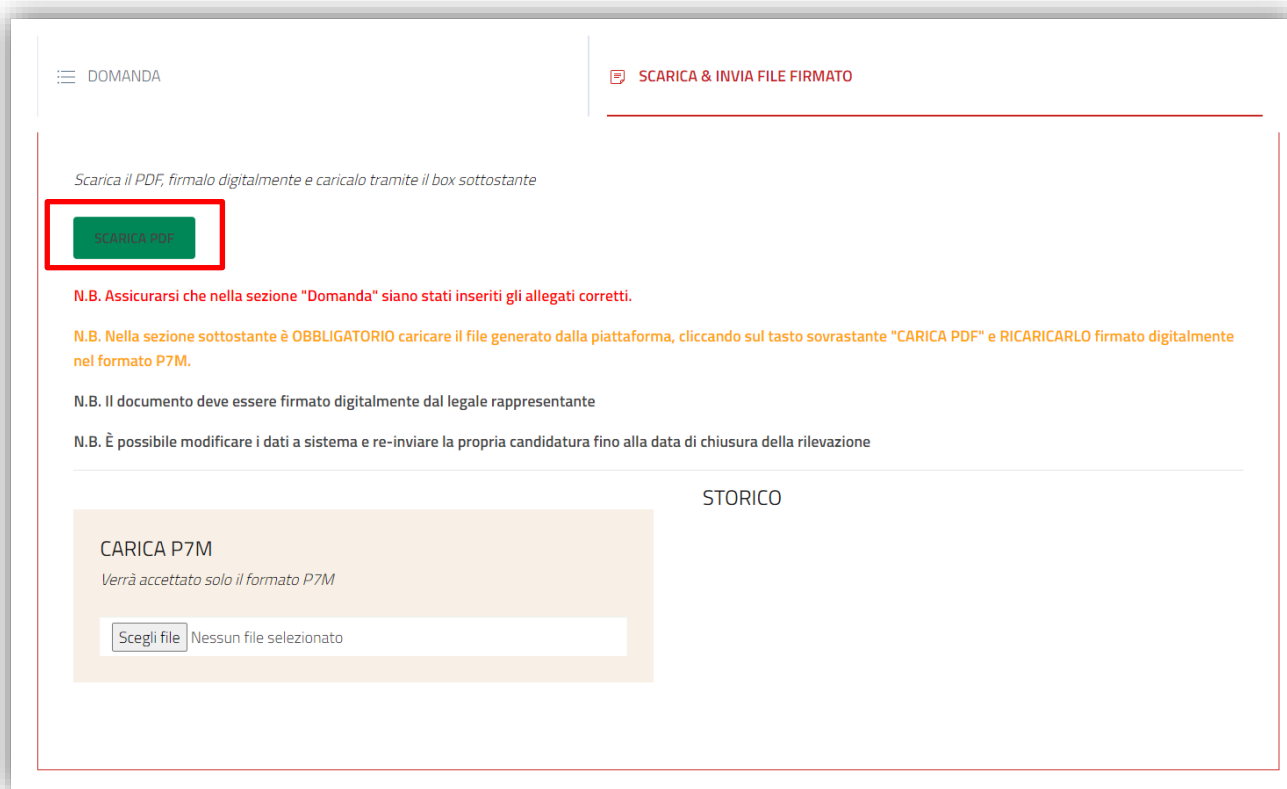 DOMANDA
SCARICA & INVIA FILE FIRMATO
Scarica il PDF, firmalo digitalmente e caricalo tramite il box sottostante
SCARICA PDF
N.B. Assicurarsi che nella sezione "Domanda" siano stati inseriti gli allegati corretti.
N.B. Nella sezione sottostante è OBBLIGATORIO caricare il file generato dalla piattaforma, cliccando sul tasto sovrastante "CARICA PDF" e RICARICARLO firmato digitalmente
nel formato P7M.
N.B. Il documento deve essere firmato digitalmente dal legale rappresentante
N.B. È possibile modificare i dati a sistema e re-inviare la propria candidatura fino alla data di chiusura della rilevazione
STORICO
CARICA P7M
Verrà accettato solo il formato P7M
Scegli file Nessun file selezionato